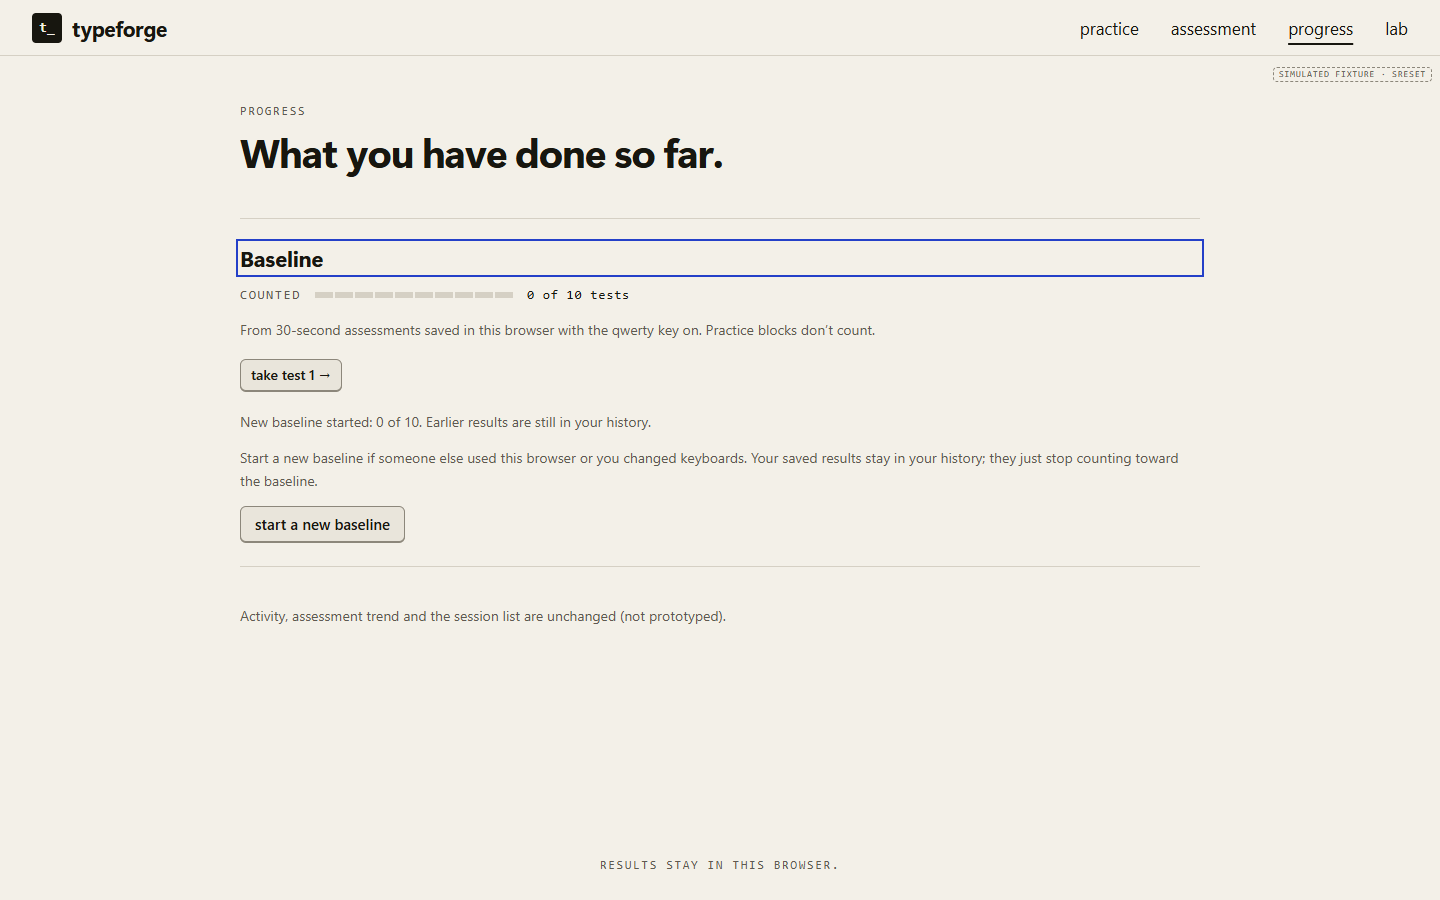 t_ typeforge
practice assessment progress lab
SIMULATED FIXTURE · SRESET
PROGRESS
What you have done so far.
Baseline
COUNTED 0 of 10 tests
From 30-second assessments saved in this browser with the qwerty key on. Practice blocks don’t count.
take test 1 →
New baseline started: 0 of 10. Earlier results are still in your history.
Start a new baseline if someone else used this browser or you changed keyboards. Your saved results stay in your history; they just stop counting toward
the baseline.
start a new baseline
Activity, assessment trend and the session list are unchanged (not prototyped).
RESULTS STAY IN THIS BROWSER.